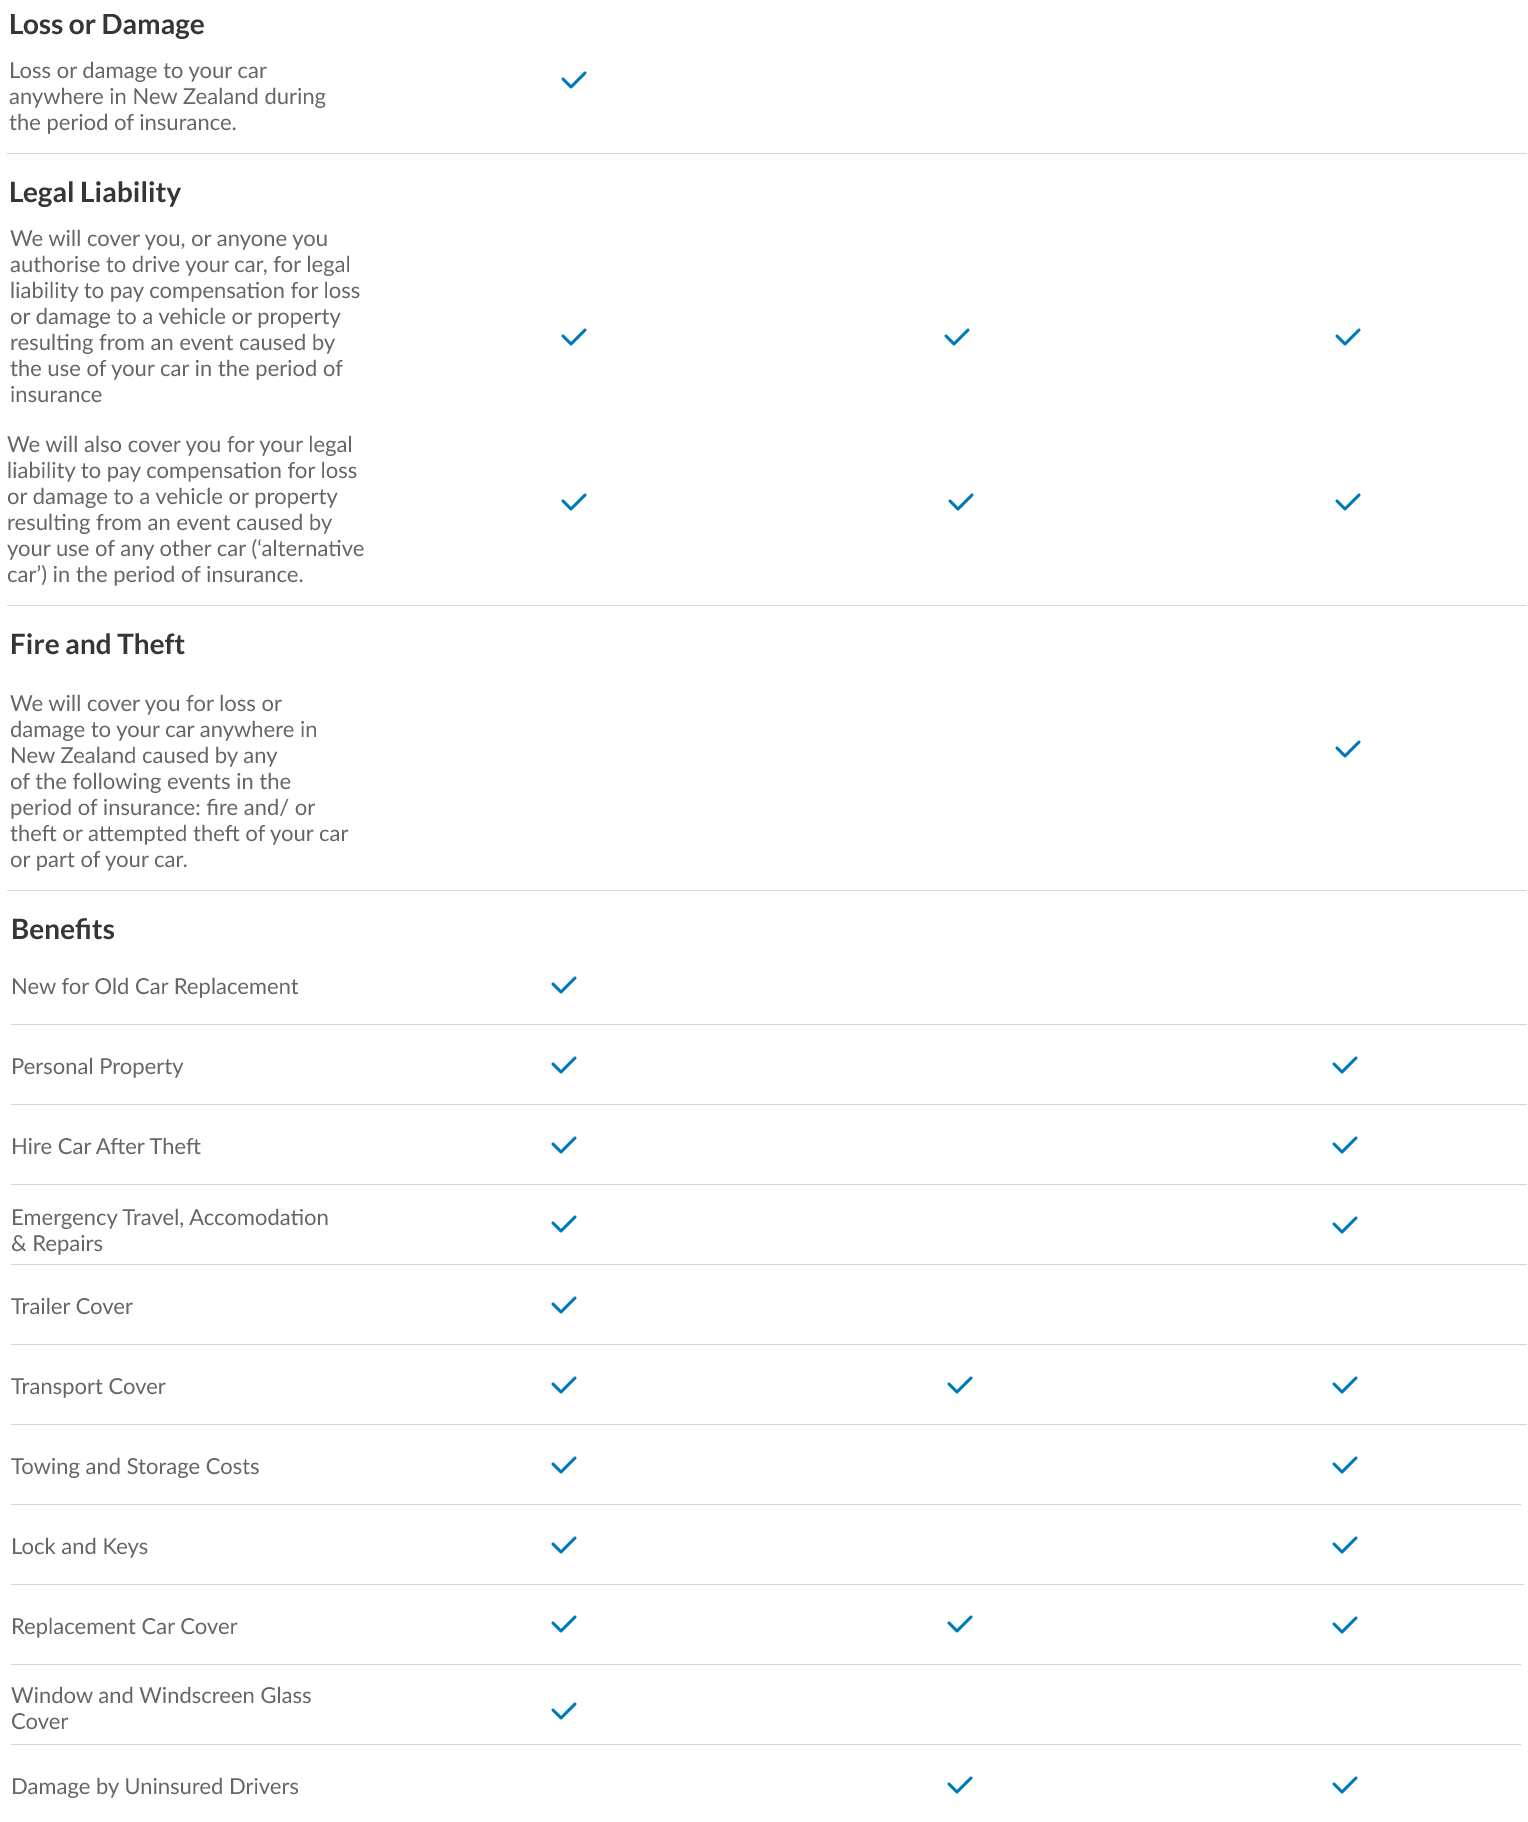 Loss or Damage
Loss or damage to your car
anywhere in New Zealand during
the period of insurance.
Legal Liability
We will cover you, or anyone you
authorise to drive your car, for legal
liability to pay compensation for loss
or damage to a vehicle or property
resulting from an event caused by
the use of your car in the period of
insurance
We will also cover you for your legal
liability to pay compensation for loss
or damage to a vehicle or property
resulting from an event caused by
your use of any other car (‘alternative
car’) in the period of insurance.
Fire and Theft
We will cover you for loss or
damage to your car anywhere in
New Zealand caused by any
of the following events in the
period of insurance: fire and/ or
theft or attempted theft of your car
or part of your car.
Benefits
New for Old Car Replacement
Personal Property
Hire Car After Theft
Emergency Travel, Accomodation
& Repairs
Trailer Cover
Transport Cover
Towing and Storage Costs
Lock and Keys
Replacement Car Cover
Window and Windscreen Glass
Cover
Damage by Uninsured Drivers